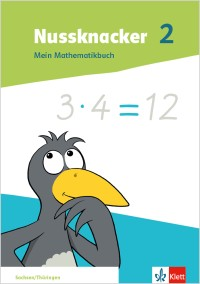 Nussknacker 2
Mein Mathematikbuch
3·4=12
Sachsen/Thüringen
Klett